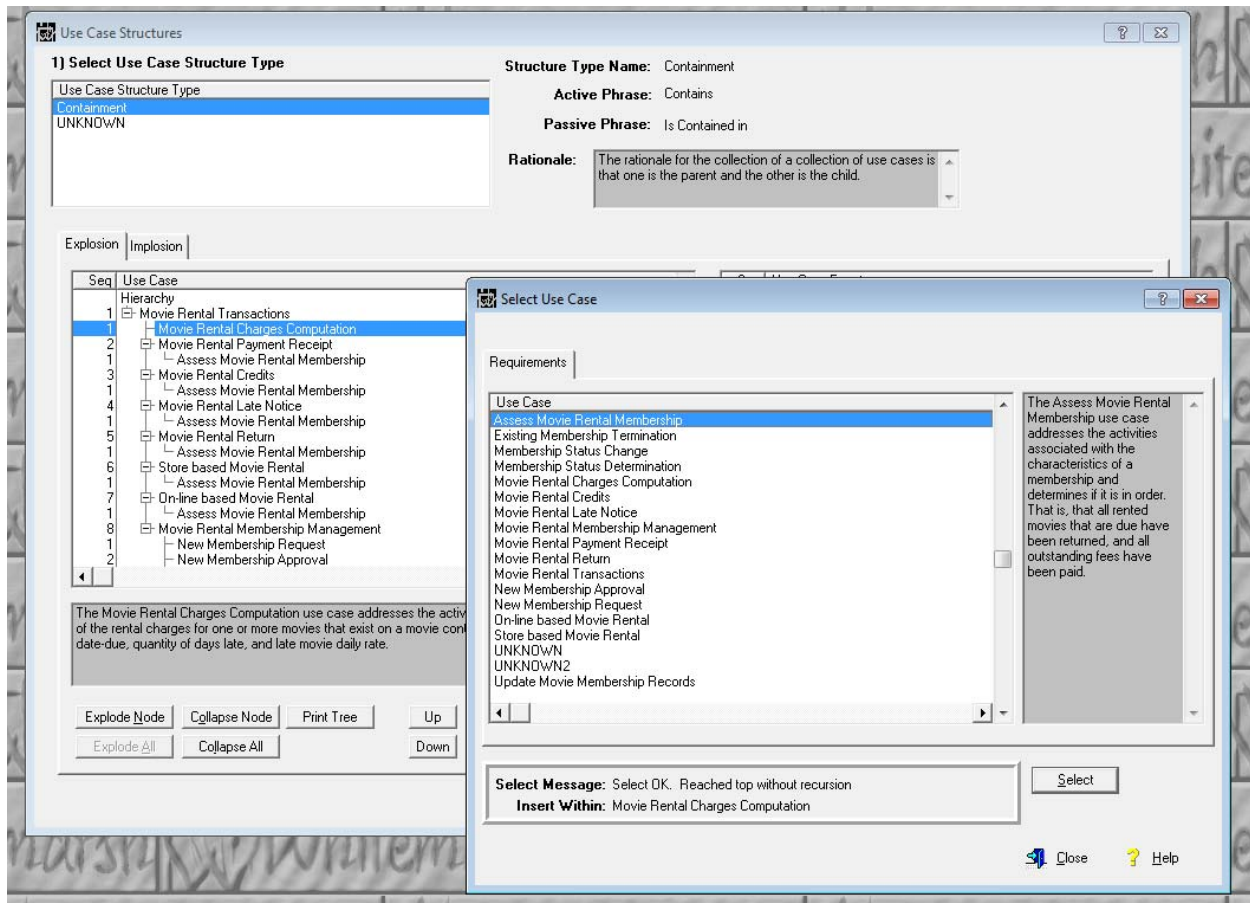 Use Case Structures
1) Select Use Case Structure Type
Use Case Structure Type
Containment
UNKNOWN
Structure Type Name: Containment
Active Phrase: Contains
Passive Phrase: Is Contained in
Rationale: The rationale for the collection of a collection of use cases is
that one is the parent and the other is the child.
Explosion Implosion
Seq Use Case
Hierarchy
1 Movie Rental Transactions
1 Movie Rental Charges Computation
2 Movie Rental Payment Receipt
1 Assess Movie Rental Membership
3 Movie Rental Credits
1 Assess Movie Rental Membership
4 Movie Rental Late Notice
1 Assess Movie Rental Membership
5 Movie Rental Return
1 Assess Movie Rental Membership
6 Store based Movie Rental
1 Assess Movie Rental Membership
7 On-line based Movie Rental
1 Assess Movie Rental Membership
8 Movie Rental Membership Management
1 New Membership Request
2 New Membership Approval
The Movie Rental Charges Computation use case addresses the activ
of the rental charges for one or more movies that exist on a movie con
date-due, quantity of days late, and late movie daily rate.
Explode Node Collapse Node Print Tree Up
Explode All Collapse All Down
Select Use Case
Requirements
Use Case
Assess Movie Rental Membership
Existing Membership Termination
Membership Status Change
Membership Status Determination
Movie Rental Charges Computation
Movie Rental Credits
Movie Rental Late Notice
Movie Rental Membership Management
Movie Rental Payment Receipt
Movie Rental Return
Movie Rental Transactions
New Membership Approval
New Membership Request
On-line based Movie Rental
Store based Movie Rental
UNKNOWN
UNKNOWN2
Update Movie Membership Records
The Assess Movie Rental
Membership use case
addresses the activities
associated with the
characteristics of a
membership and
determines if it is in order.
That is, that all rented
movies that are due have
been returned, and all
outstanding fees have
been paid.
Select Message: Select OK. Reached top without recursion
Insert Within: Movie Rental Charges Computation
Select
Close
Help